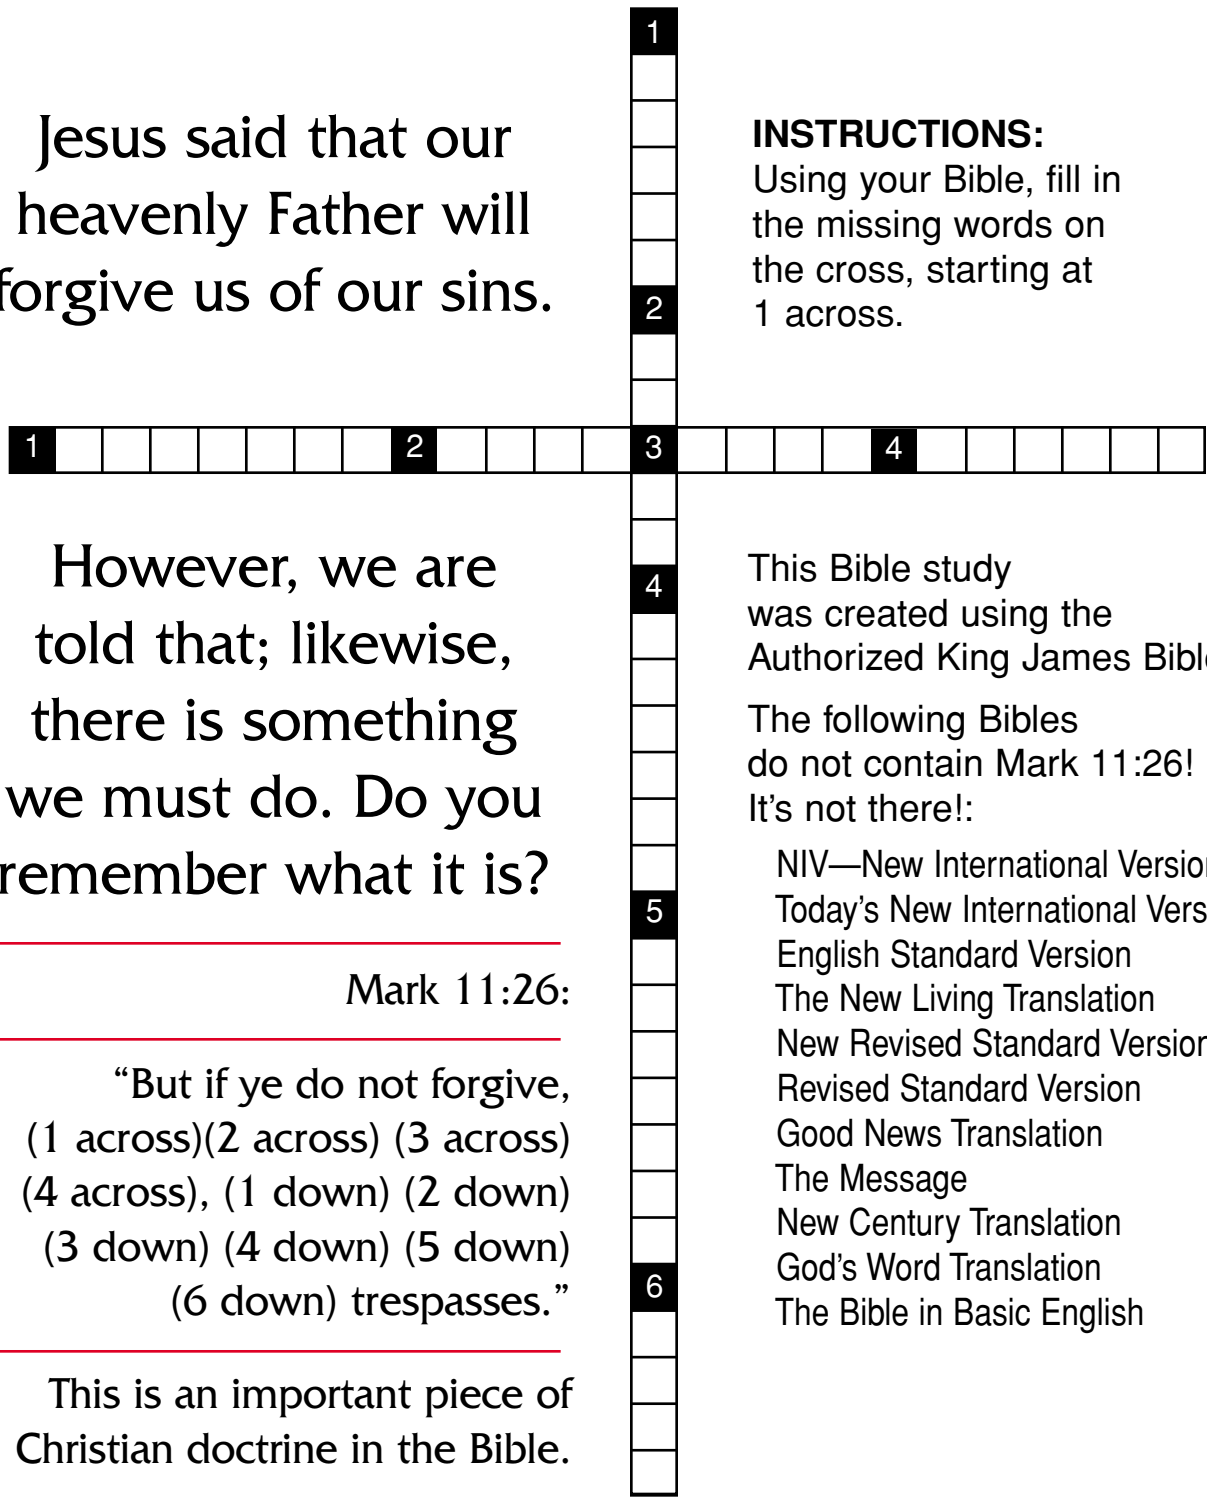 1
Jesus said that our
heavenly Father will
forgive us of our sins.
INSTRUCTIONS:
Using your Bible, fill in
the missing words on
the cross, starting at
1 across.
2
1 2 3 4
However, we are
told that; likewise,
there is something
we must do. Do you
remember what it is?
4
5
6
Mark 11:26:
“But if ye do not forgive,
(1 across)(2 across) (3 across)
(4 across), (1 down) (2 down)
(3 down) (4 down) (5 down)
(6 down) trespasses.”
This is an important piece of
Christian doctrine in the Bible.
This Bible study
was created using the
Authorized King James Bible
The following Bibles
do not contain Mark 11:26!
It’s not there!:
NIV—New International Version
Today’s New International Vers
English Standard Version
The New Living Translation
New Revised Standard Version
Revised Standard Version
Good News Translation
The Message
New Century Translation
God’s Word Translation
The Bible in Basic English